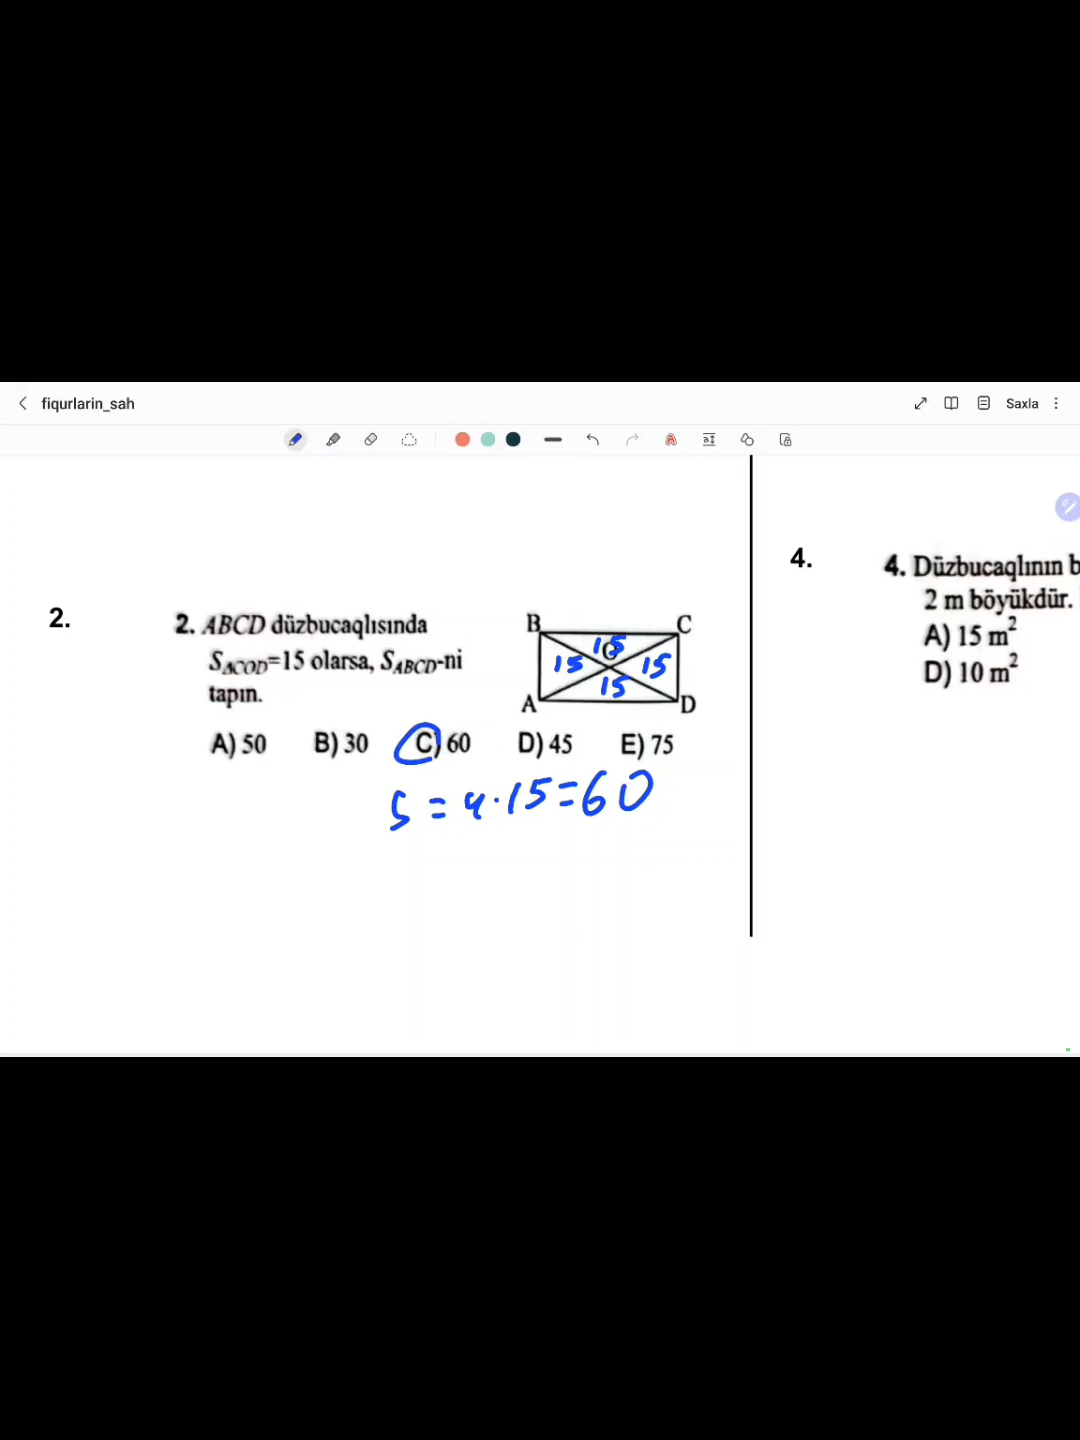 fiqurlarin_sah
Saxla
2.
2. ABCD düzbucaqlısında
S∆COD=15 olarsa, SABCD-ni
tapın.
A) 50 B) 30 C) 60 D) 45 E) 75
B C
O
A D
15
15 15
15
S = 4·15=60
4.
4. Düzbucaqlının b
2 m böyükdür.
A) 15 m²
D) 10 m²